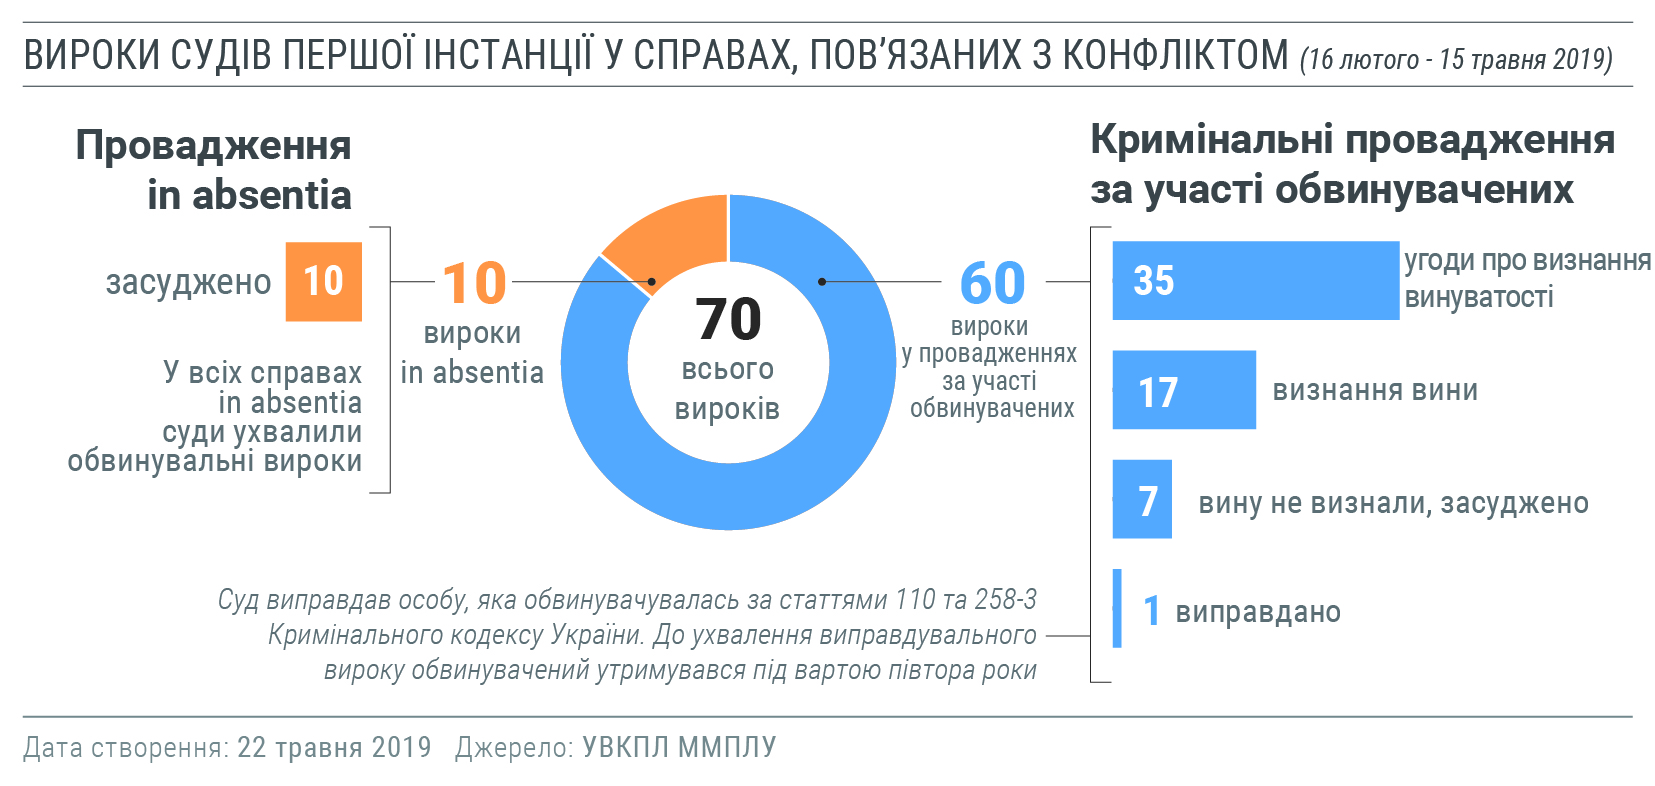 ВИРОКИ СУДІВ ПЕРШОЇ ІНСТАНЦІЇ У СПРАВАХ, ПОВ’ЯЗАНИХ З КОНФЛІКТОМ (16 лютого - 15 травня 2019)
Провадження
in absentia
засуджено 10
У всіх справах
in absentia
суди ухвалили
обвинувальні вироки
10
вироки
in absentia
70
всього
вироків
60
вироки
у провадженнях
за участі
обвинувачених
Кримінальні провадження
за участі обвинувачених
35 угоди про визнання
винуватості
17 визнання вини
7 вину не визнали, засуджено
1 виправдано
Суд виправдав особу, яка обвинувачувалась за статтями 110 та 258-3
Кримінального кодексу України. До ухвалення виправдувального
вироку обвинувачений утримувався під вартою півтора роки
Дата створення: 22 травня 2019 Джерело: УВКПЛ ММПЛУ